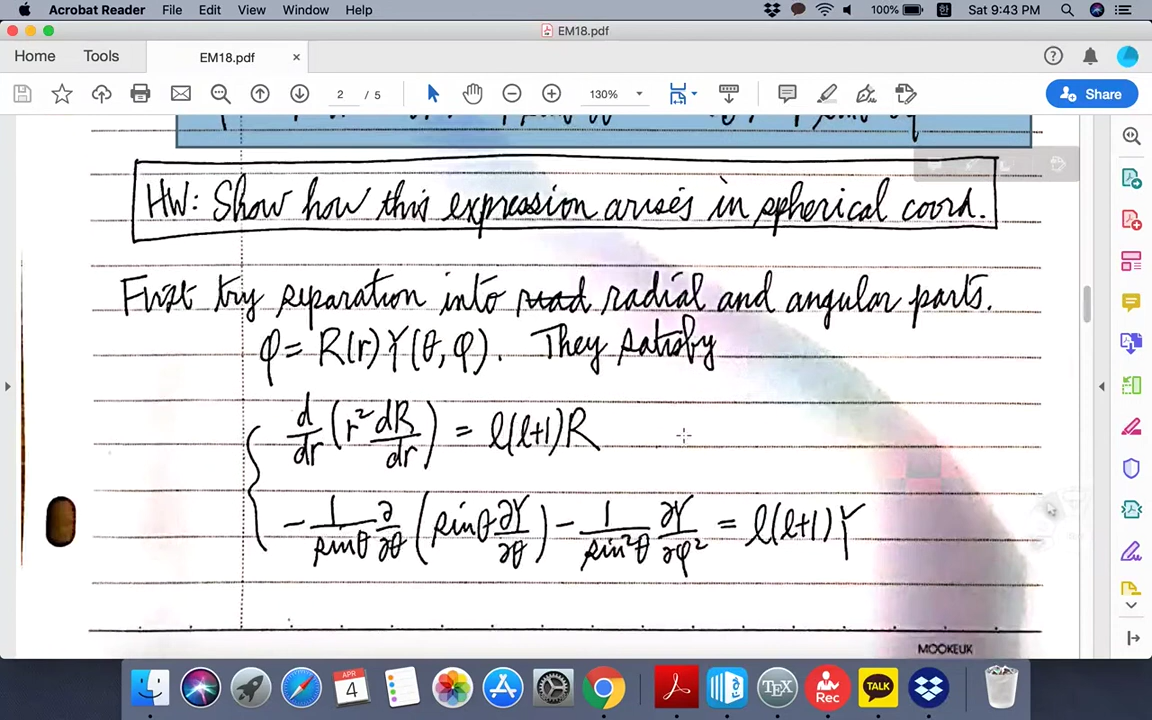 Acrobat Reader File Edit View Window Help 100% 한 Sat 9:43 PM
EM18.pdf
Home Tools EM18.pdf ×
2 / 5 130% Share
HW: Show how this expression arises in spherical coord.
First try separation into radial and angular parts.
φ = R(r) Y(θ, φ). They satisfy
d/dr (r² dR/dr) = l(l+1)R
- 1/sinθ ∂/∂θ (sinθ ∂Y/∂θ) - 1/sin²θ ∂Y/∂φ² = l(l+1)Y
MOOKEUK
APR 4 TEX Rec TALK